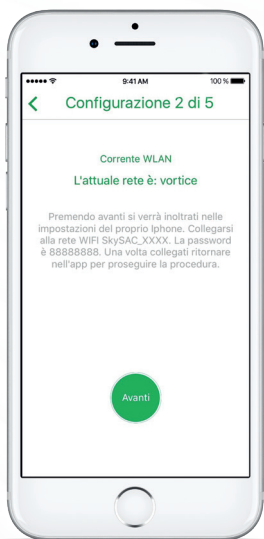 9:41 AM
100 %
Configurazione 2 di 5
Corrente WLAN
L'attuale rete è: vortice
Premendo avanti si verrà inoltrati nelle
impostazioni del proprio Iphone. Collegarsi
alla rete WIFI SkySAC_XXXX. La password
è 88888888. Una volta collegati ritornare
nell'app per proseguire la procedura.
Avanti